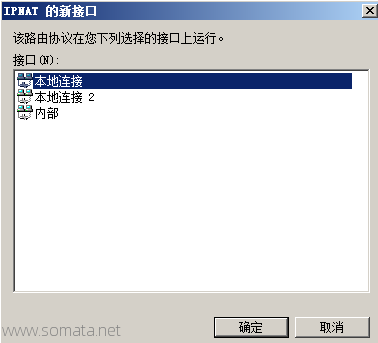 IPNAT 的新接口
该路由协议在您下列选择的接口上运行。
接口(N):
本地连接
本地连接 2
内部
www.somata.net
确定
取消